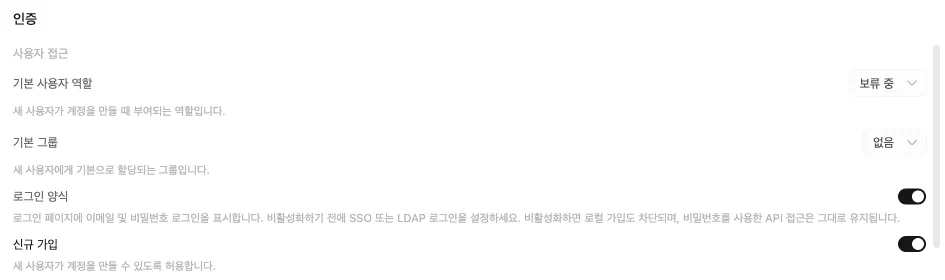 인증
사용자 접근
기본 사용자 역할
보류 중
새 사용자가 계정을 만들 때 부여되는 역할입니다.
기본 그룹
없음
새 사용자에게 기본으로 할당되는 그룹입니다.
로그인 양식
로그인 페이지에 이메일 및 비밀번호 로그인을 표시합니다. 비활성화하기 전에 SSO 또는 LDAP 로그인을 설정하세요. 비활성화하면 로컬 가입도 차단되며, 비밀번호를 사용한 API 접근은 그대로 유지됩니다.
신규 가입
새 사용자가 계정을 만들 수 있도록 허용합니다.